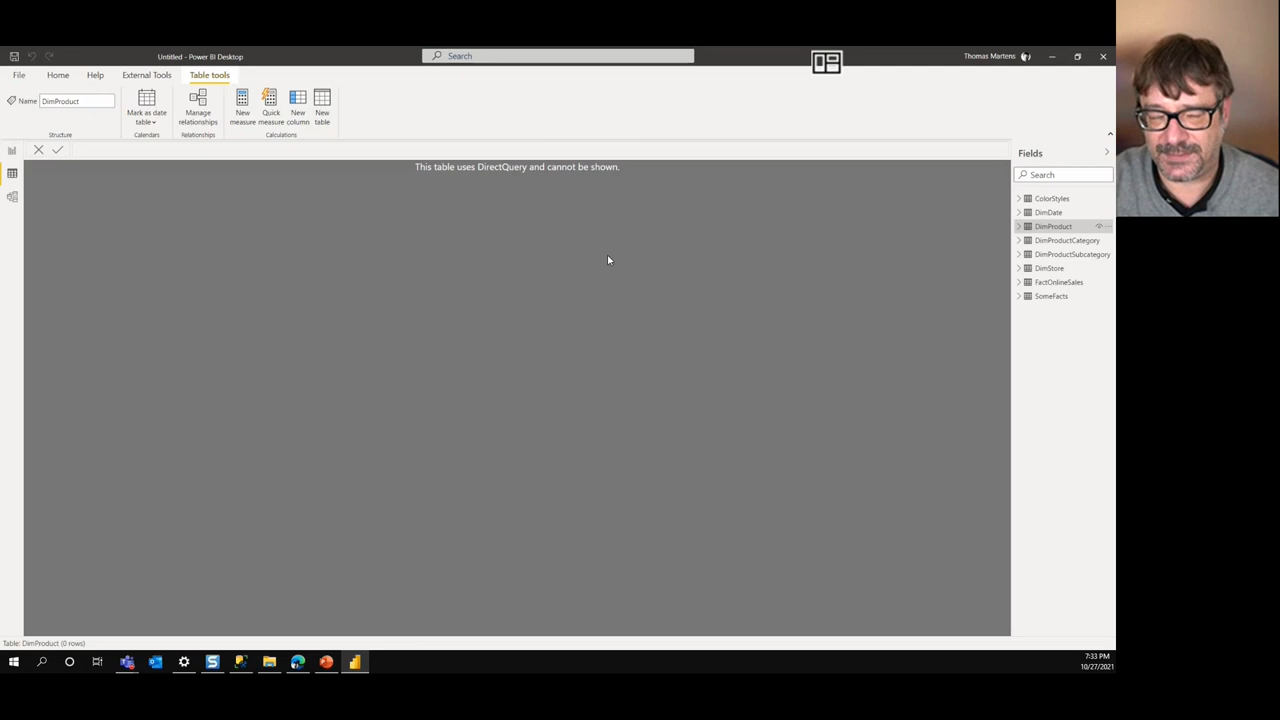 Untitled - Power BI Desktop
Search
Thomas Martens
File
Home
Help
External Tools
Table tools
Name
DimProduct
Mark as date table
Manage relationships
New measure
Quick measure
New column
New table
Structure
Calendars
Relationships
Calculations
This table uses DirectQuery and cannot be shown.
Fields
Search
ColorStyles
DimDate
DimProduct
DimProductCategory
DimProductSubcategory
DimStore
FactOnlineSales
SomeFacts
Table: DimProduct (0 rows)
7:33 PM
10/27/2021